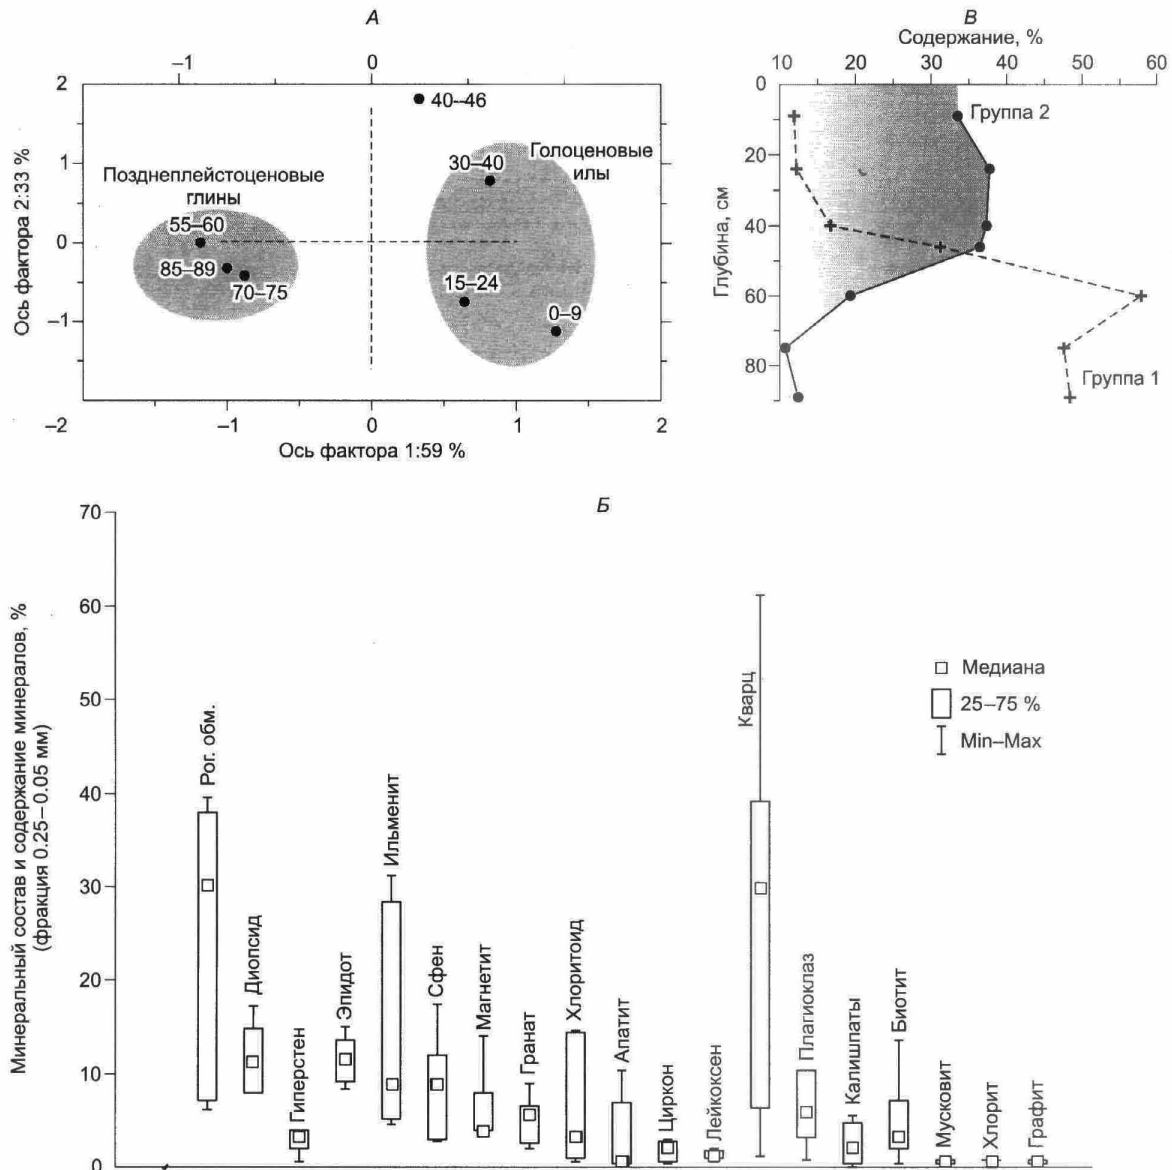 А
−1
0
2
1
0
−1
−2
−1
0
1
2
Ось фактора 2:33 %
Ось фактора 1:59 %
40–46
Голоценовые
илы
30–40
Позднеплейстоценовые
глины
55–60
85–89
70–75
15–24
0–9
В
Содержание, %
10
20
30
40
50
60
0
20
40
60
80
Глубина, см
Группа 2
Группа 1
Б
70
60
50
40
30
20
10
0
Минеральный состав и содержание минералов, %
(фракция 0.25–0.05 мм)
Рог. обм.
Диопсид
Гиперстен
Эпидот
Ильменит
Сфен
Магнетит
Гранат
Хлоритоид
Апатит
Циркон
Лейкоксен
Кварц
Плагиоклаз
Калишпаты
Биотит
Мусковит
Хлорит
Графит
Медиана
25–75 %
Min–Max